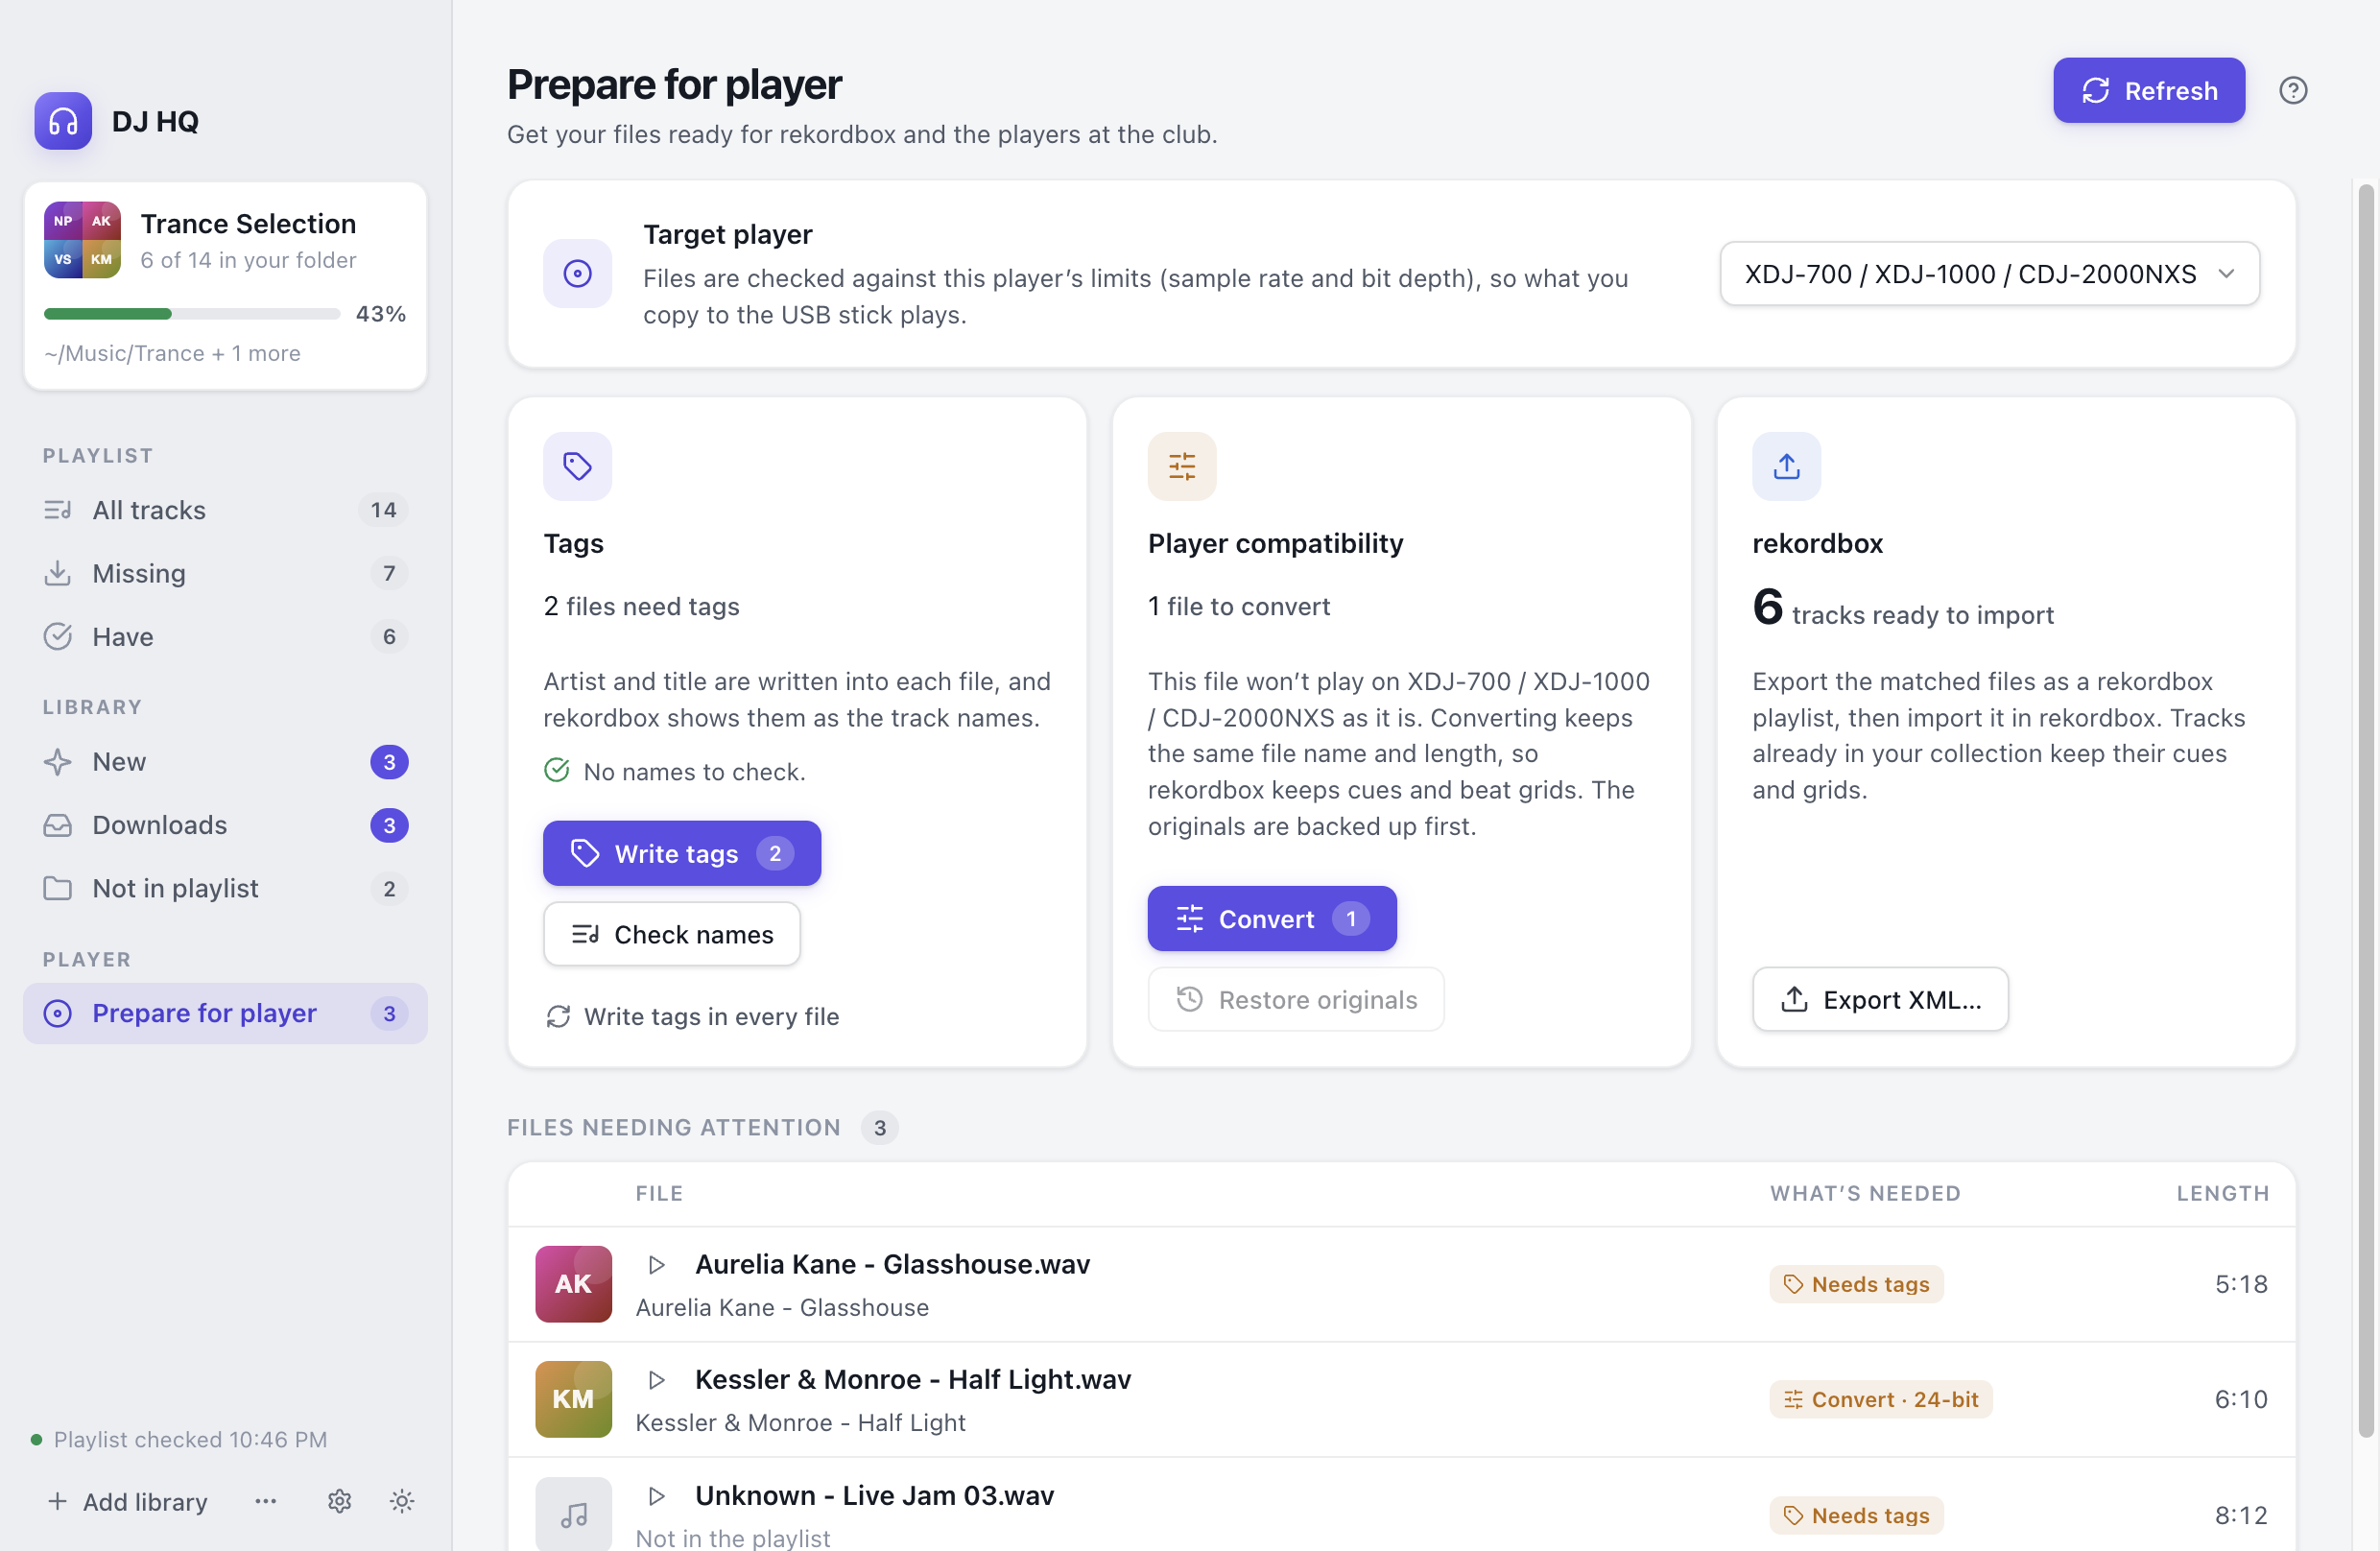 DJ HQ
NP AK
VS KM
Trance Selection
6 of 14 in your folder
43%
~/Music/Trance + 1 more
PLAYLIST
All tracks 14
Missing 7
Have 6
LIBRARY
New 3
Downloads 3
Not in playlist 2
PLAYER
Prepare for player 3
Playlist checked 10:46 PM
Add library
Prepare for player
Get your files ready for rekordbox and the players at the club.
Refresh
Target player
Files are checked against this player’s limits (sample rate and bit depth), so what you
copy to the USB stick plays.
XDJ-700 / XDJ-1000 / CDJ-2000NXS
Tags
2 files need tags
Artist and title are written into each file, and
rekordbox shows them as the track names.
No names to check.
Write tags 2
Check names
Write tags in every file
Player compatibility
1 file to convert
This file won’t play on XDJ-700 / XDJ-1000
/ CDJ-2000NXS as it is. Converting keeps
the same file name and length, so
rekordbox keeps cues and beat grids. The
originals are backed up first.
Convert 1
Restore originals
rekordbox
6 tracks ready to import
Export the matched files as a rekordbox
playlist, then import it in rekordbox. Tracks
already in your collection keep their cues
and grids.
Export XML...
FILES NEEDING ATTENTION 3
FILE WHAT’S NEEDED LENGTH
AK
Aurelia Kane - Glasshouse.wav
Aurelia Kane - Glasshouse
Needs tags
5:18
KM
Kessler & Monroe - Half Light.wav
Kessler & Monroe - Half Light
Convert · 24-bit
6:10
Unknown - Live Jam 03.wav
Not in the playlist
Needs tags
8:12